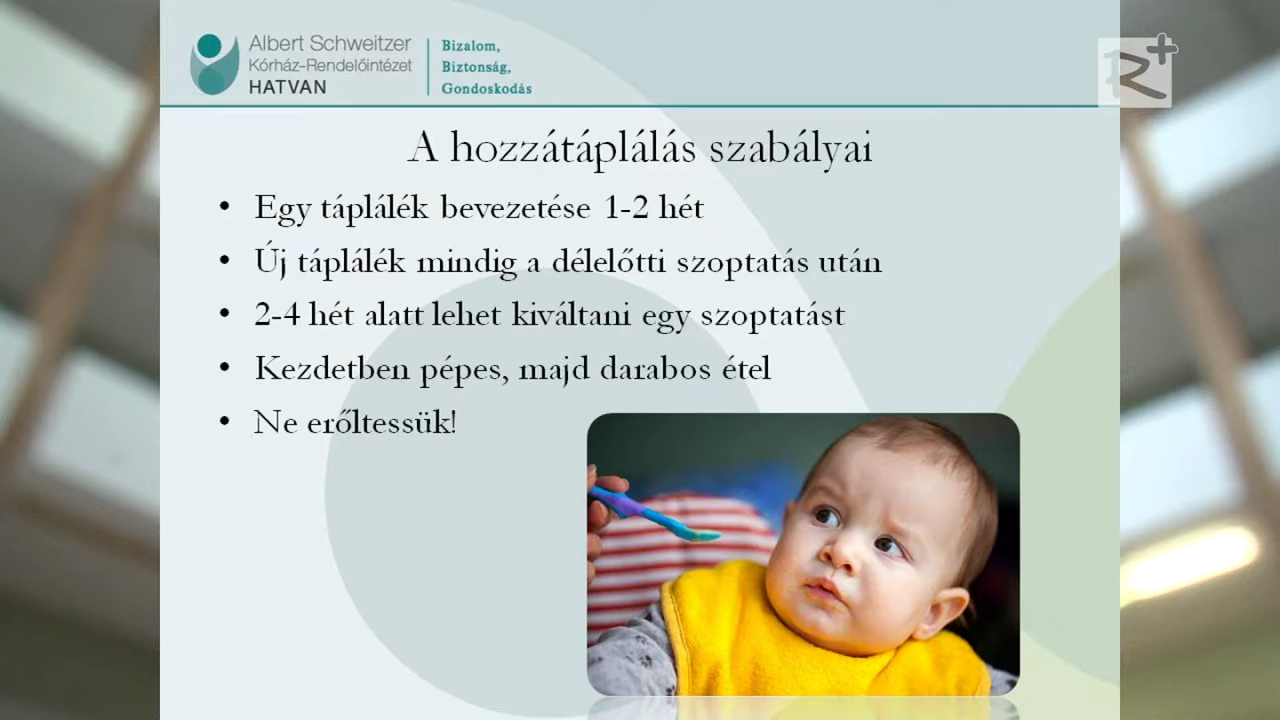 Albert Schweitzer
Kórház-Rendelőintézet
HATVAN
Bizalom,
Biztonság,
Gondoskodás
R+
A hozzátáplálás szabályai
• Egy táplálék bevezetése 1-2 hét
• Új táplálék mindig a délelőtti szoptatás után
• 2-4 hét alatt lehet kiváltani egy szoptatást
• Kezdetben pépes, majd darabos étel
• Ne erőltessük!